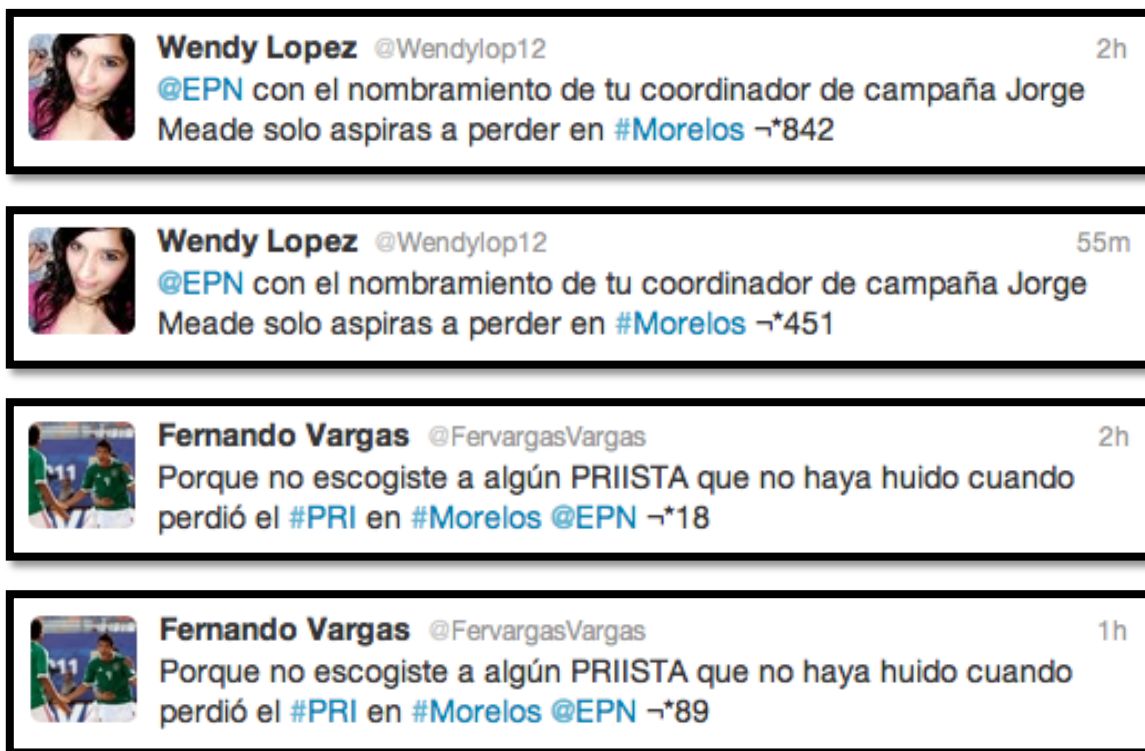 Wendy Lopez @Wendylop12 2h
@EPN con el nombramiento de tu coordinador de campaña Jorge
Meade solo aspiras a perder en #Morelos ¬*842
Wendy Lopez @Wendylop12 55m
@EPN con el nombramiento de tu coordinador de campaña Jorge
Meade solo aspiras a perder en #Morelos ¬*451
Fernando Vargas @FervargasVargas 2h
Porque no escogiste a algún PRIISTA que no haya huido cuando
perdió el #PRI en #Morelos @EPN ¬*18
Fernando Vargas @FervargasVargas 1h
Porque no escogiste a algún PRIISTA que no haya huido cuando
perdió el #PRI en #Morelos @EPN ¬*89